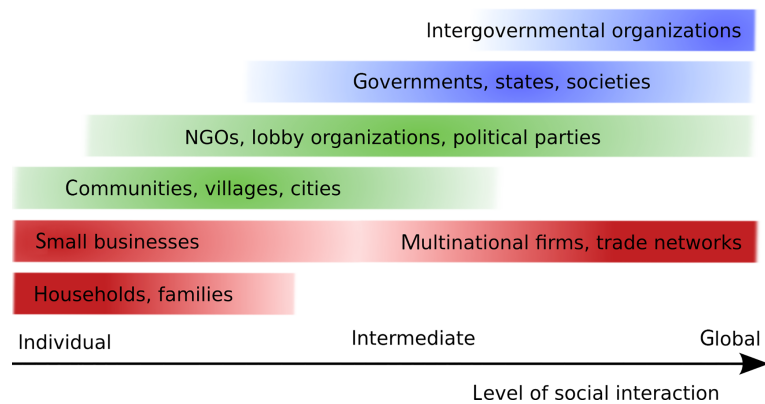 Intergovernmental organizations
Governments, states, societies
NGOs, lobby organizations, political parties
Communities, villages, cities
Small businesses
Multinational firms, trade networks
Households, families
Individual
Intermediate
Global
Level of social interaction